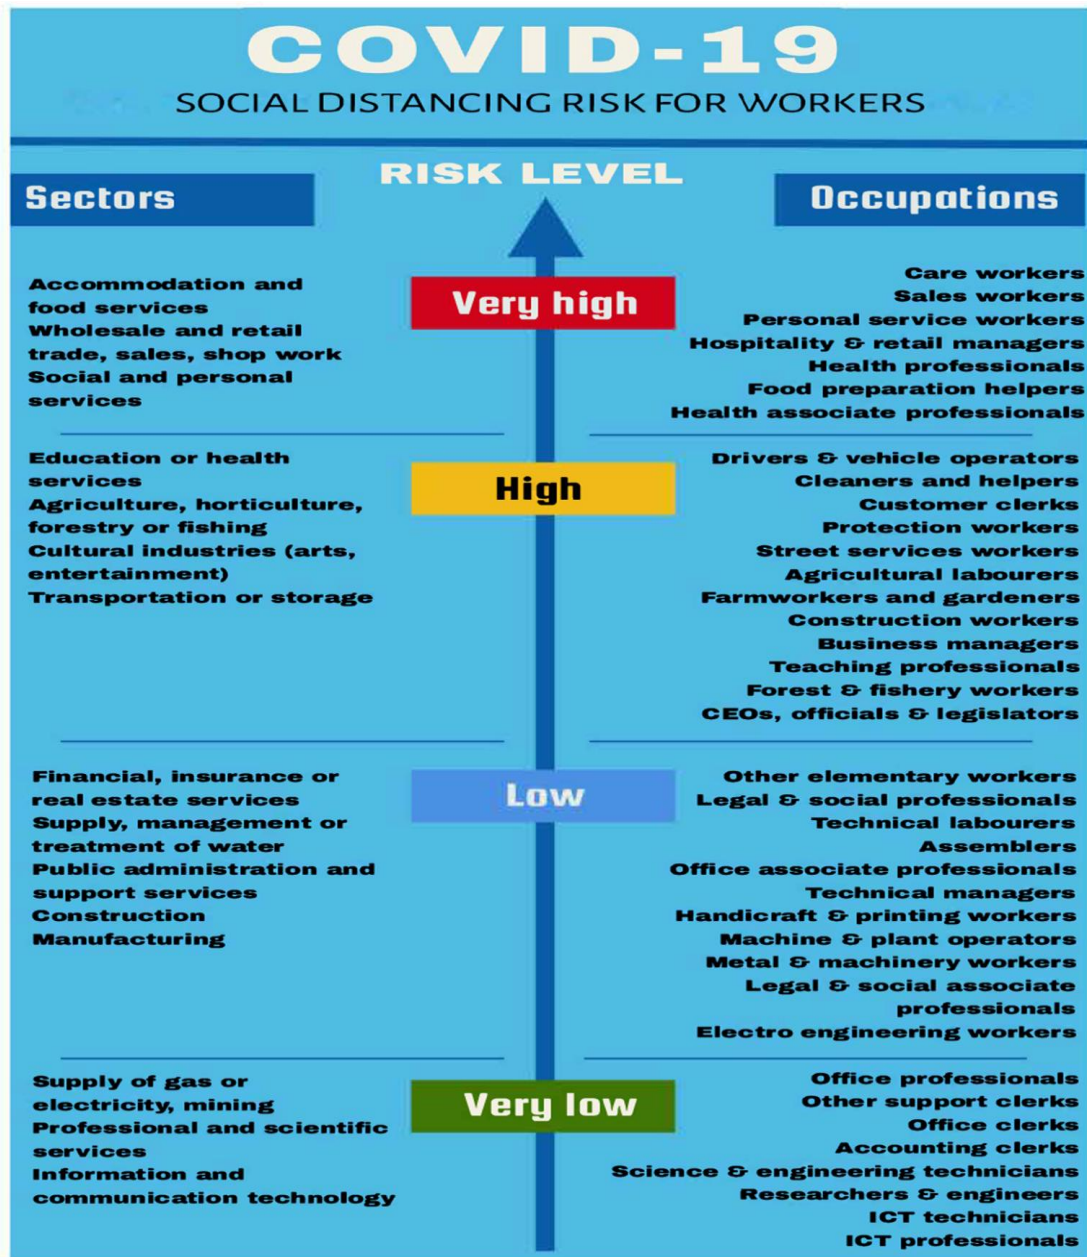 COVID-19
SOCIAL DISTANCING RISK FOR WORKERS
RISK LEVEL
Sectors
Occupations
Very high
Accommodation and
food services
Wholesale and retail
trade, sales, shop work
Social and personal
services
Care workers
Sales workers
Personal service workers
Hospitality & retail managers
Health professionals
Food preparation helpers
Health associate professionals
High
Education or health
services
Agriculture, horticulture,
forestry or fishing
Cultural industries (arts,
entertainment)
Transportation or storage
Drivers & vehicle operators
Cleaners and helpers
Customer clerks
Protection workers
Street services workers
Agricultural labourers
Farmworkers and gardeners
Construction workers
Business managers
Teaching professionals
Forest & fishery workers
CEOs, officials & legislators
Low
Financial, insurance or
real estate services
Supply, management or
treatment of water
Public administration and
support services
Construction
Manufacturing
Other elementary workers
Legal & social professionals
Technical labourers
Assemblers
Office associate professionals
Technical managers
Handicraft & printing workers
Machine & plant operators
Metal & machinery workers
Legal & social associate
professionals
Electro engineering workers
Very low
Supply of gas or
electricity, mining
Professional and scientific
services
Information and
communication technology
Office professionals
Other support clerks
Office clerks
Accounting clerks
Science & engineering technicians
Researchers & engineers
ICT technicians
ICT professionals